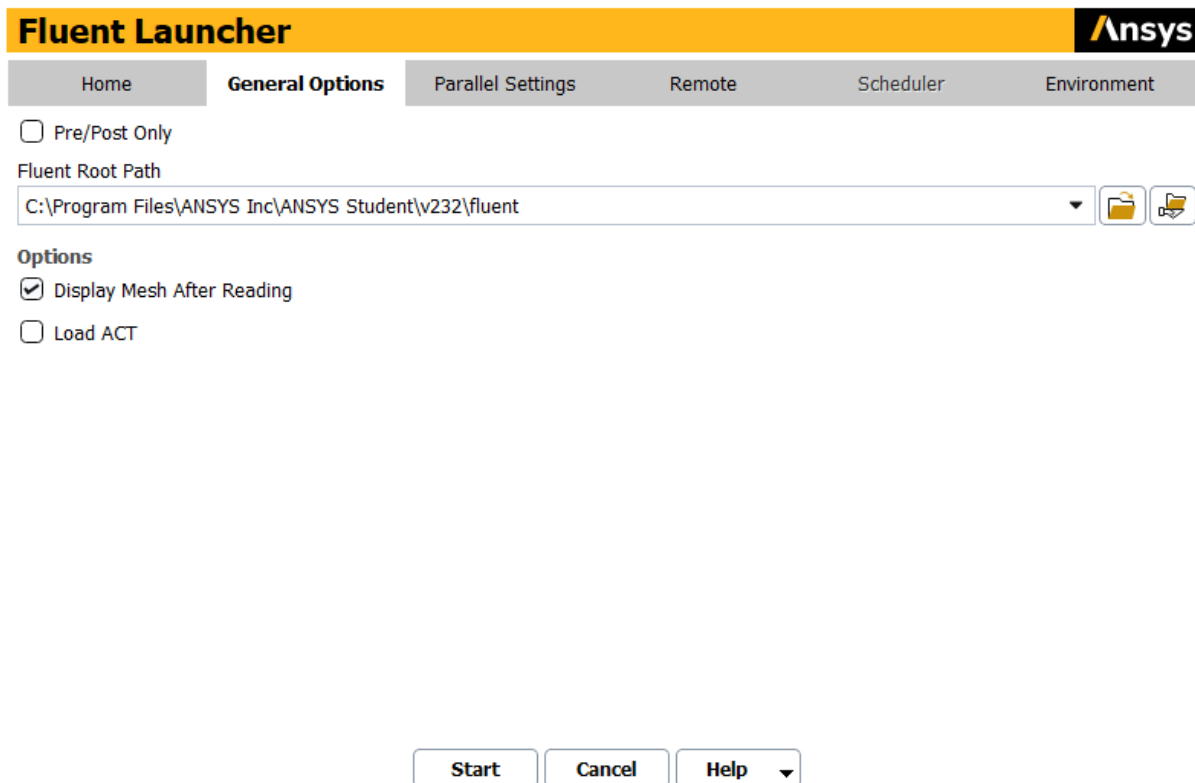 Fluent Launcher
Ansys
Home General Options Parallel Settings Remote Scheduler Environment
Pre/Post Only
Fluent Root Path
C:\Program Files\ANSYS Inc\ANSYS Student\v232\fluent
Options
Display Mesh After Reading
Load ACT
Start Cancel Help